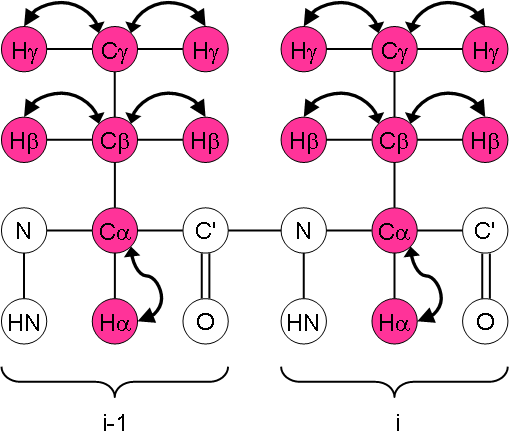 Hγ Cγ Hγ Hγ Cγ Hγ
Hβ Cβ Hβ Hβ Cβ Hβ
N Cα C' N Cα C'
HN Hα O HN Hα O
i-1 i